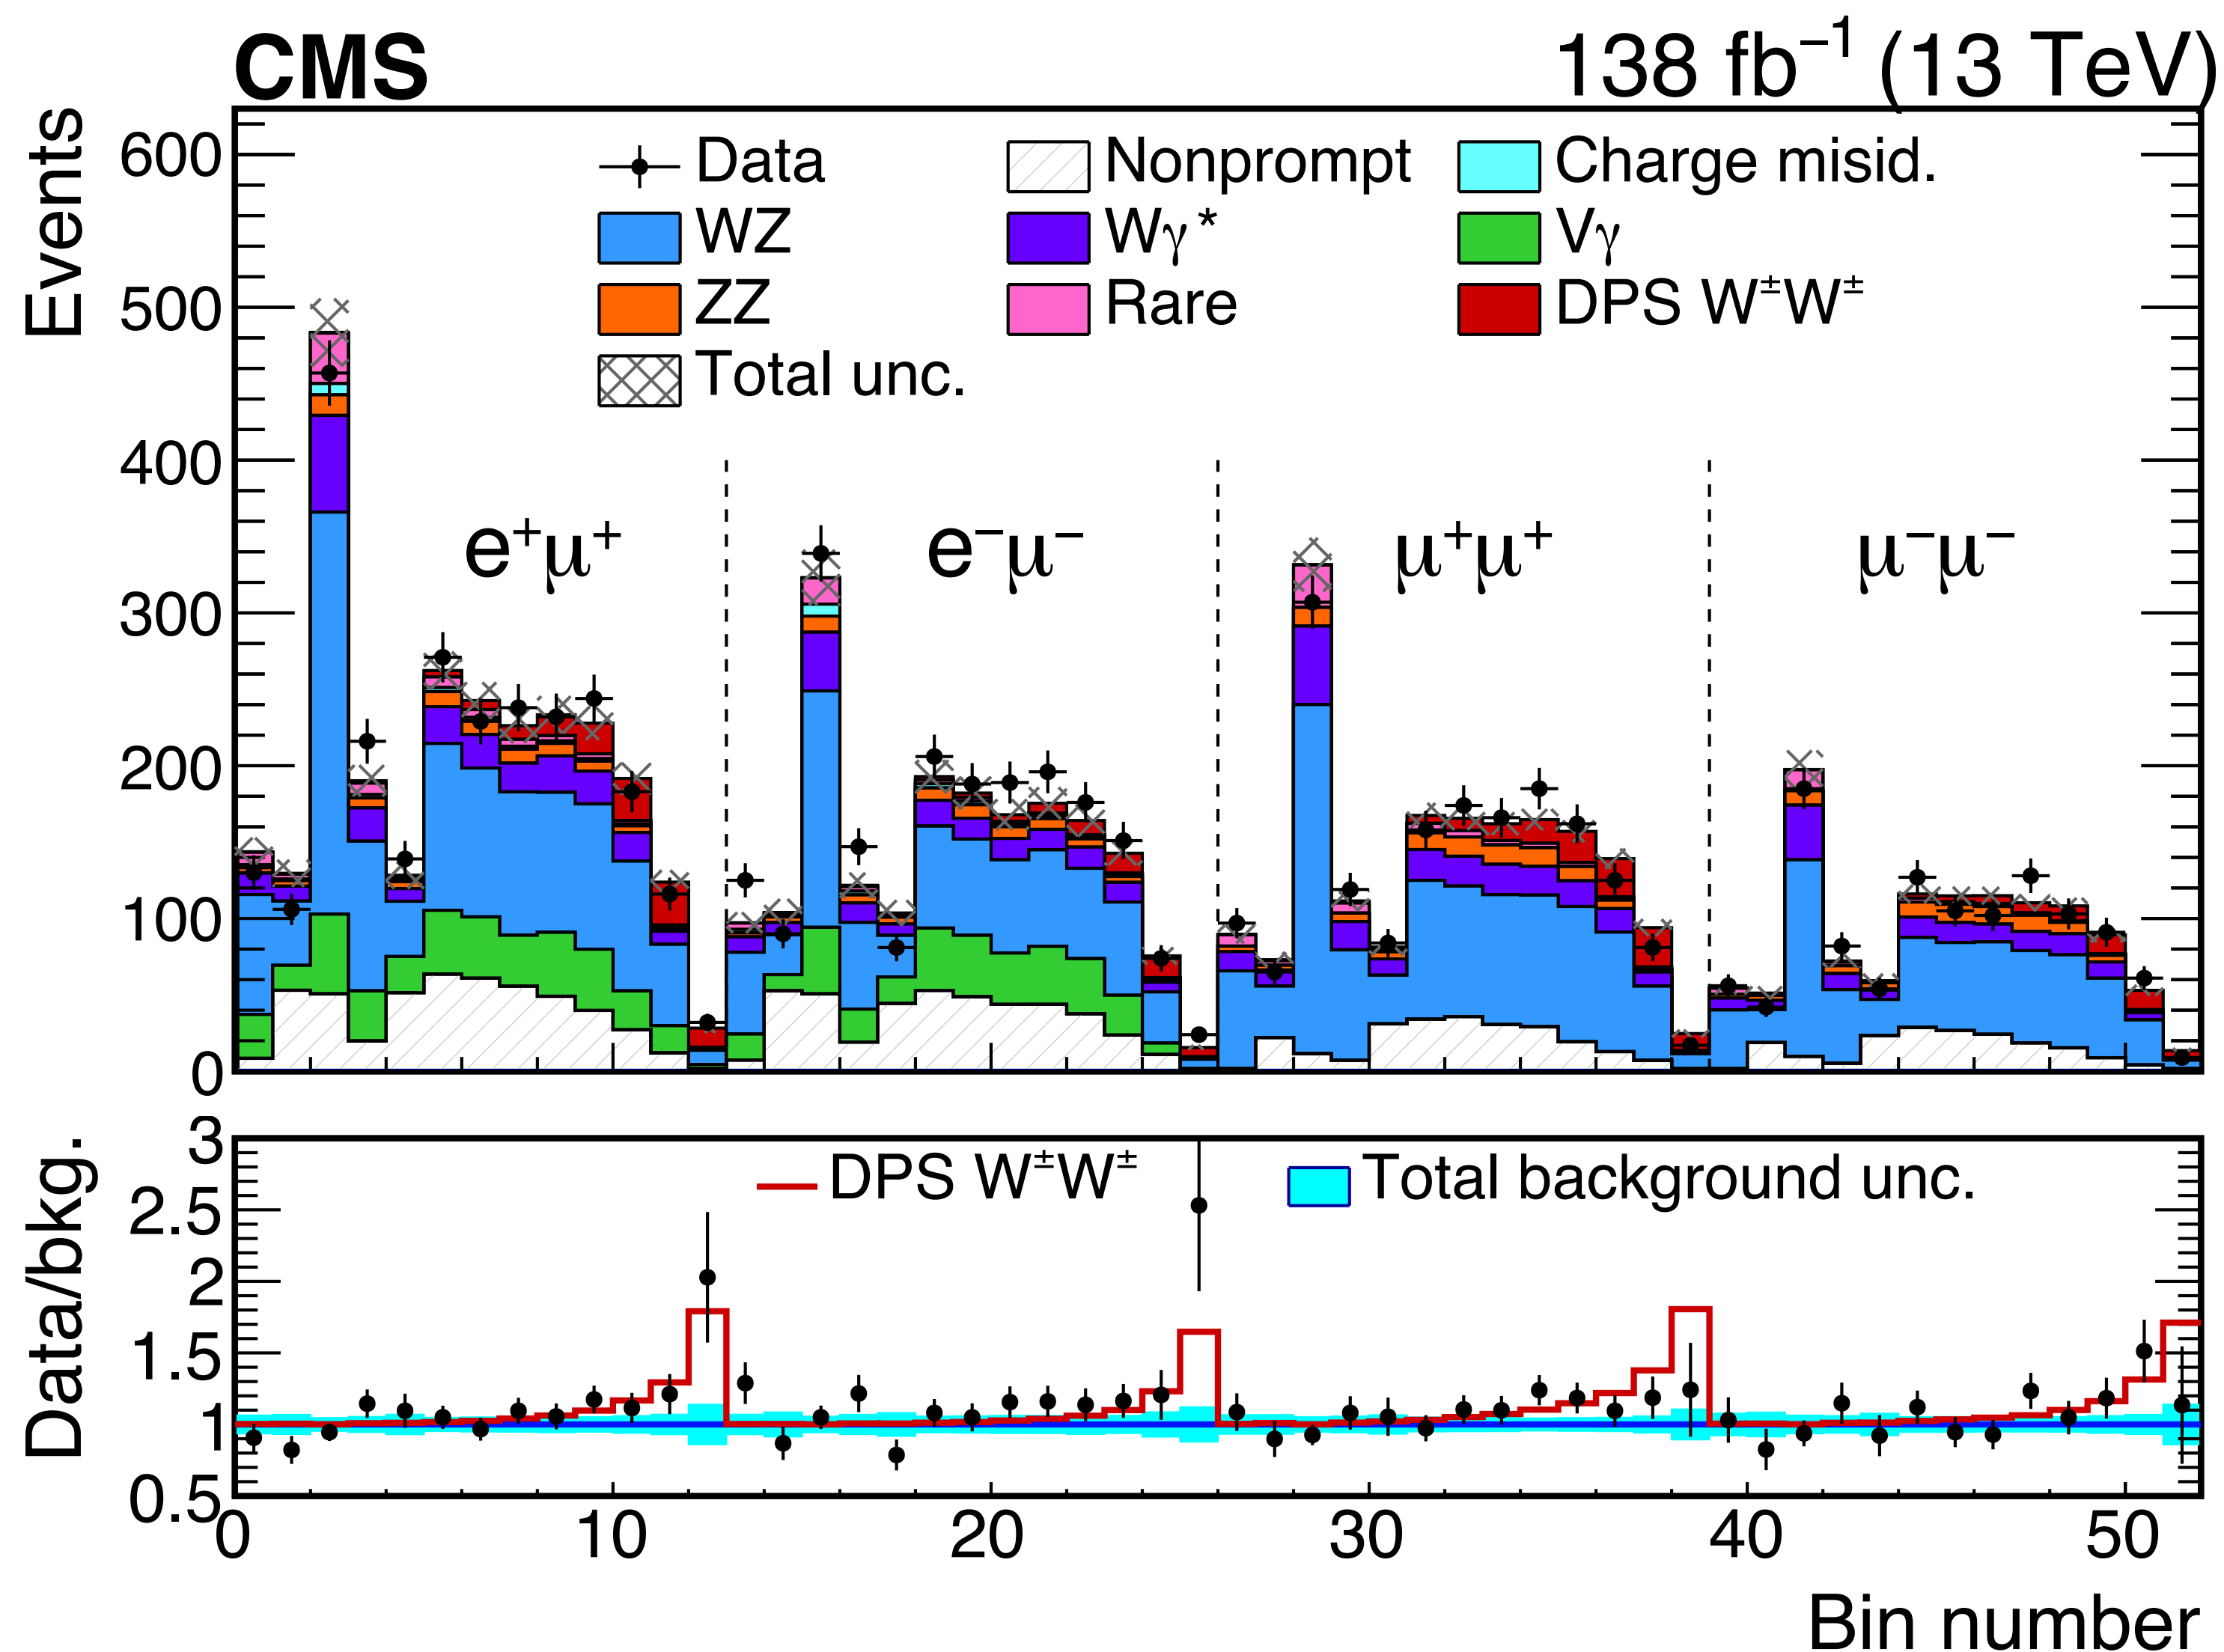 CMS 138 fb⁻¹ (13 TeV)
Events
600
500
400
300
200
100
0
Data Nonprompt Charge misid.
WZ Wγ* Vγ
ZZ Rare DPS W±W±
Total unc.
e⁺μ⁺ e⁻μ⁻ μ⁺μ⁺ μ⁻μ⁻
Data/bkg.
3
2.5
2
1.5
1
0.5
DPS W±W± Total background unc.
0 10 20 30 40 50
Bin number